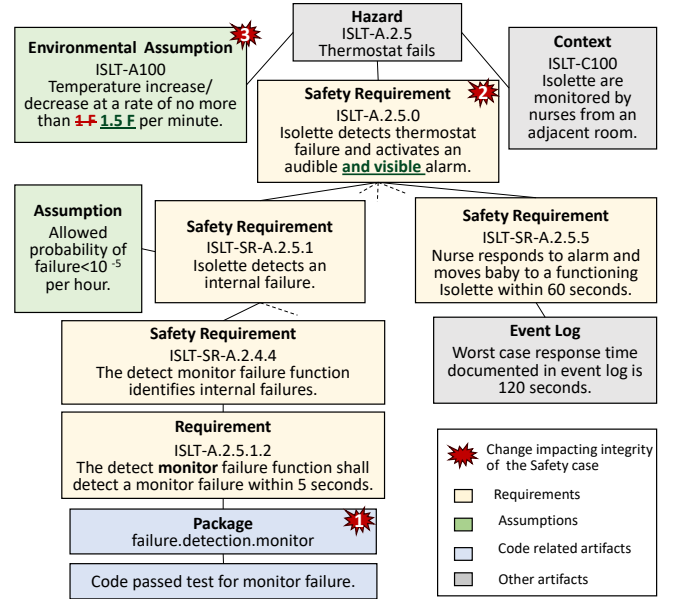 Hazard
ISLT-A.2.5
Thermostat fails
3
Environmental Assumption
ISLT-A100
Temperature increase/
decrease at a rate of no more
than 1 F 1.5 F per minute.
Context
ISLT-C100
Isolette are
monitored by
nurses from an
adjacent room.
2
Safety Requirement
ISLT-A.2.5.0
Isolette detects thermostat
failure and activates an
audible and visible alarm.
Assumption
Allowed
probability of
failure<10 -5
per hour.
Safety Requirement
ISLT-SR-A.2.5.1
Isolette detects an
internal failure.
Safety Requirement
ISLT-SR-A.2.5.5
Nurse responds to alarm and
moves baby to a functioning
Isolette within 60 seconds.
Safety Requirement
ISLT-SR-A.2.4.4
The detect monitor failure function
identifies internal failures.
Event Log
Worst case response time
documented in event log is
120 seconds.
Requirement
ISLT-A.2.5.1.2
The detect monitor failure function shall
detect a monitor failure within 5 seconds.
1
Package
failure.detection.monitor
Code passed test for monitor failure.
Change impacting integrity
of the Safety case
Requirements
Assumptions
Code related artifacts
Other artifacts